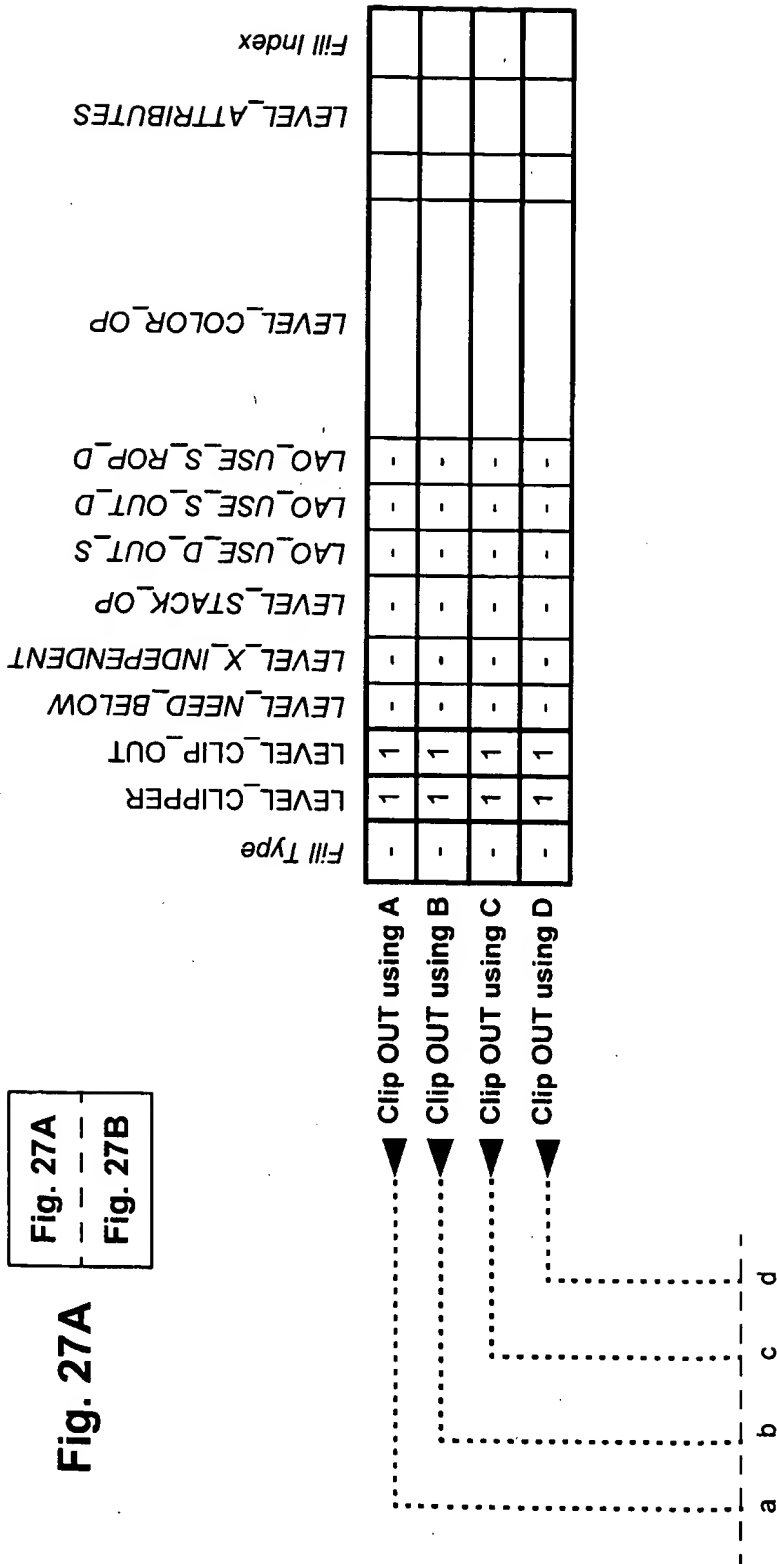 Fig. 27A
Fig. 27A
Fig. 27B
Fill Type
LEVEL_CLIPPER
LEVEL_CLIP_OUT
LEVEL_NEED_BELOW
LEVEL_X_INDEPENDENT
LEVEL_STACK_OP
LAO_USE_D_OUT_S
LAO_USE_S_OUT_D
LAO_USE_S_ROP_D
LEVEL_COLOR_OP
LEVEL_ATTRIBUTES
Fill Index
Clip OUT using A - 1 1 - - - - - -
Clip OUT using B - 1 1 - - - - - -
Clip OUT using C - 1 1 - - - - - -
Clip OUT using D - 1 1 - - - - - -
a b c d